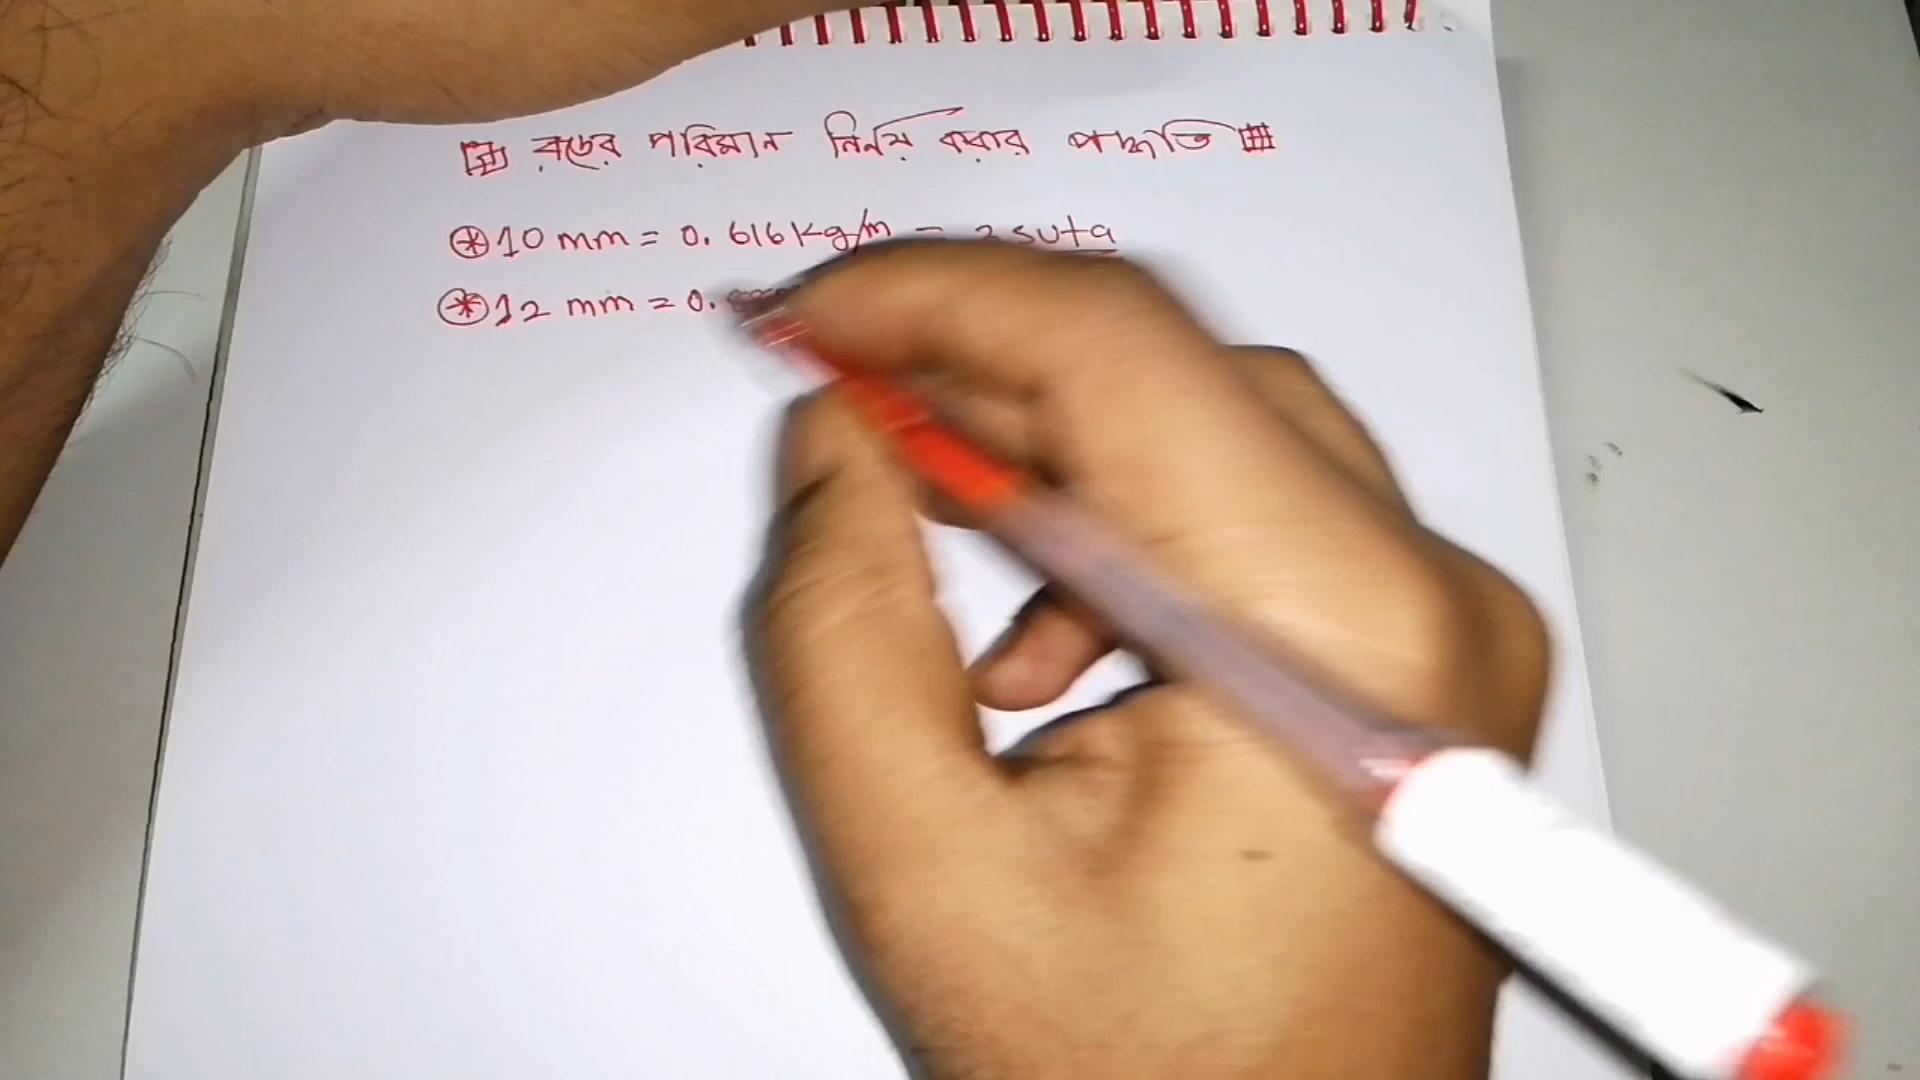 রডের পরিমান নির্নয় করার পদ্ধতি
10 mm = 0.616 kg/m = 3 suta
12 mm = 0.